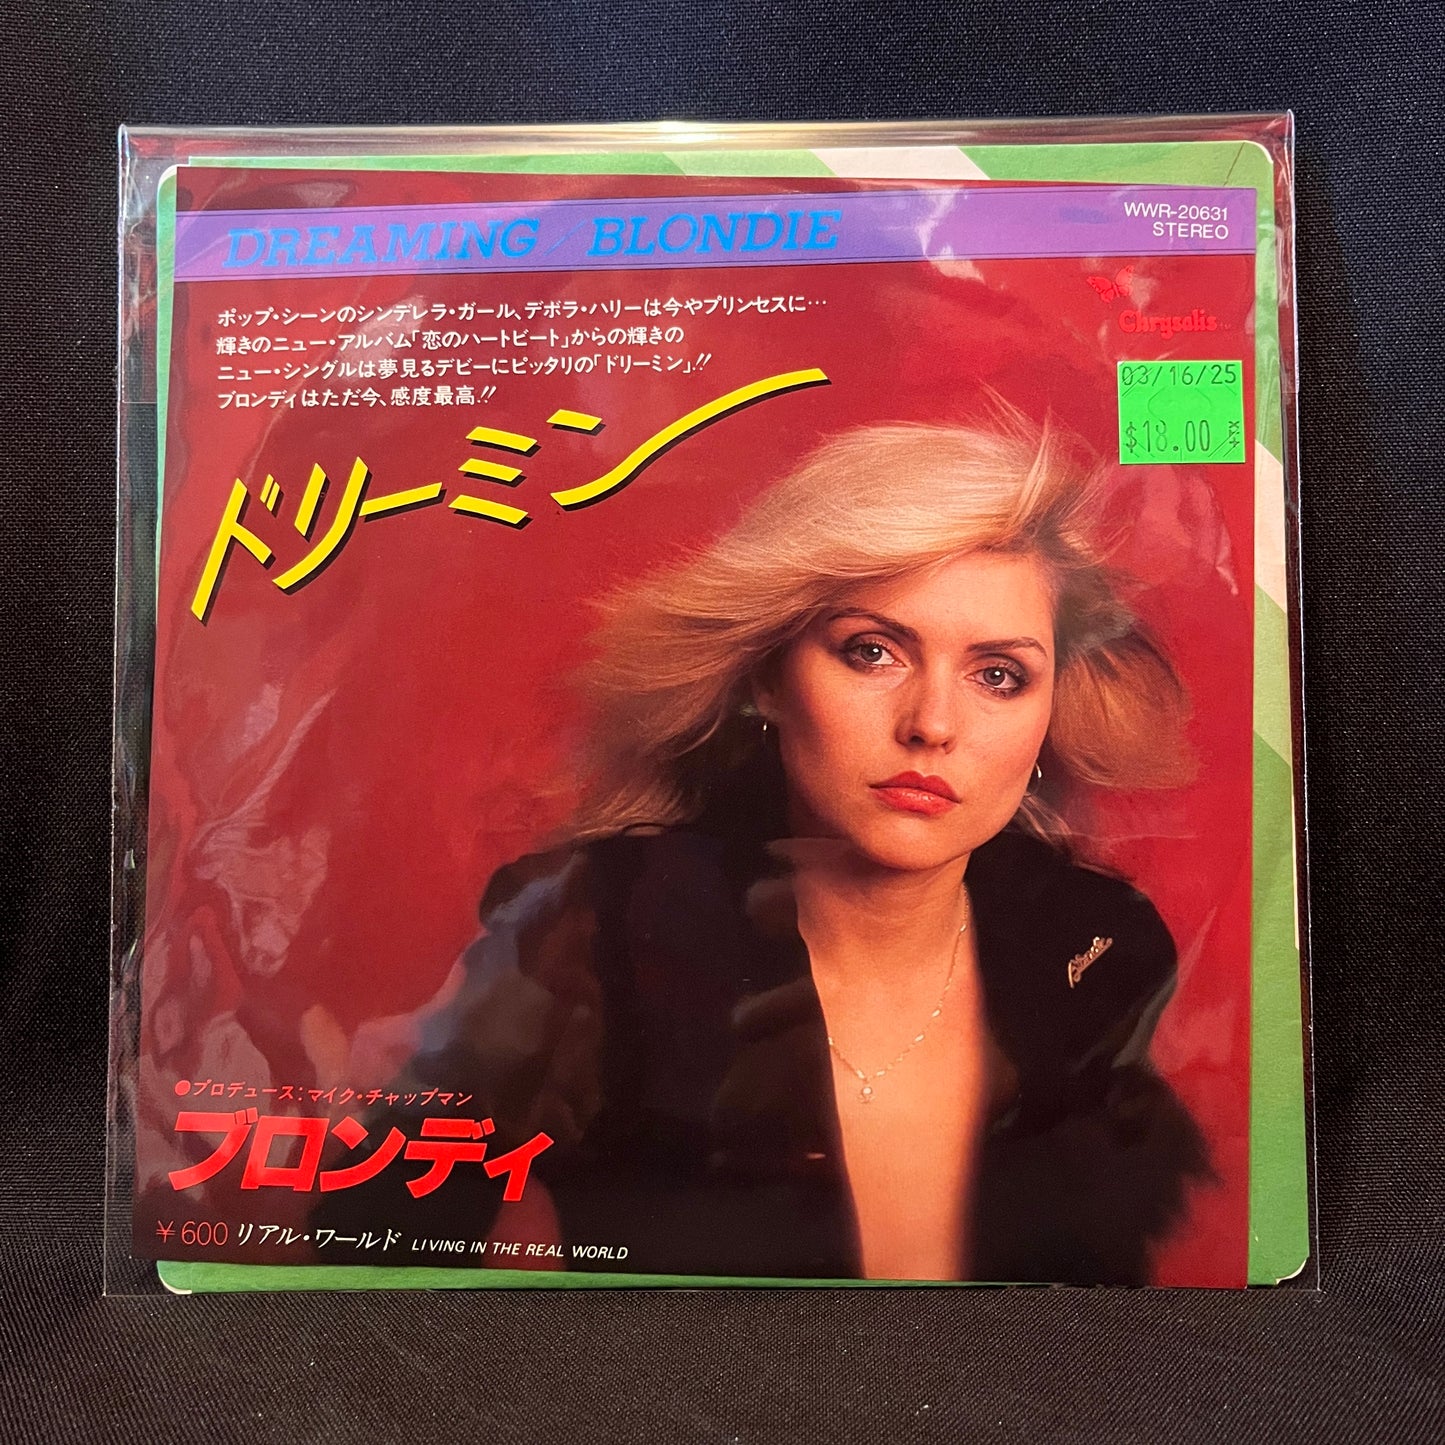 DREAMING / BLONDIE
WWR-20631
STEREO
Chrysalis
ポップ・シーンのシンデレラ・ガール、デボラ・ハリーは今やプリンセスに…
輝きのニュー・アルバム「恋のハートビート」からの輝きの
ニュー・シングルは夢見るデビーにピッタリの「ドリーミン」!!
ブロンディはただ今、感度最高!!
03/16/25
$18.00
ドリーミン
Blondie
●プロデュース:マイク・チャップマン
ブロンディ
¥600 リアル・ワールド LIVING IN THE REAL WORLD